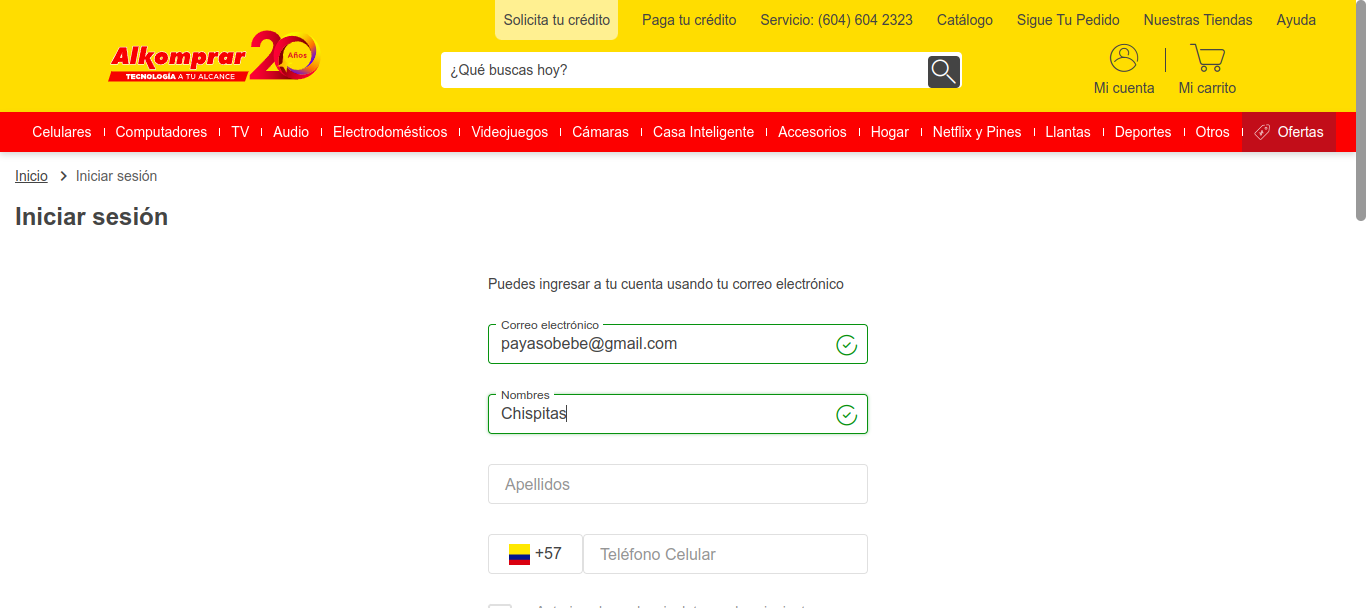 Solicita tu crédito Paga tu crédito Servicio: (604) 604 2323 Catálogo Sigue Tu Pedido Nuestras Tiendas Ayuda
Alkomprar 20 Años
TECNOLOGÍA A TU ALCANCE
¿Qué buscas hoy?
Mi cuenta Mi carrito
Celulares Computadores TV Audio Electrodomésticos Videojuegos Cámaras Casa Inteligente Accesorios Hogar Netflix y Pines Llantas Deportes Otros Ofertas
Inicio Iniciar sesión
Iniciar sesión
Puedes ingresar a tu cuenta usando tu correo electrónico
Correo electrónico
payasobebe@gmail.com
Nombres
Chispitas
Apellidos
+57 Teléfono Celular